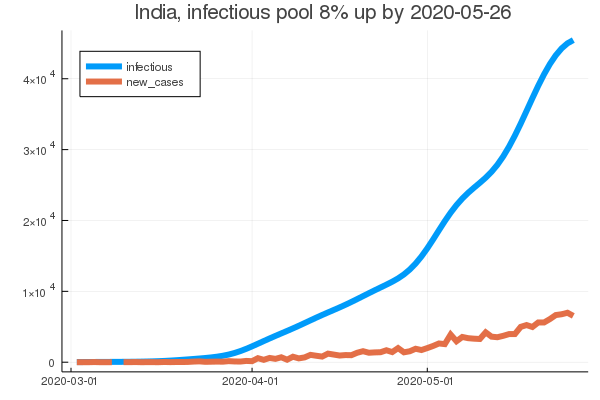 India, infectious pool 8% up by 2020-05-26
infectious
new_cases
4×10 4
3×10 4
2×10 4
1×10 4
0
2020-03-01 2020-04-01 2020-05-01